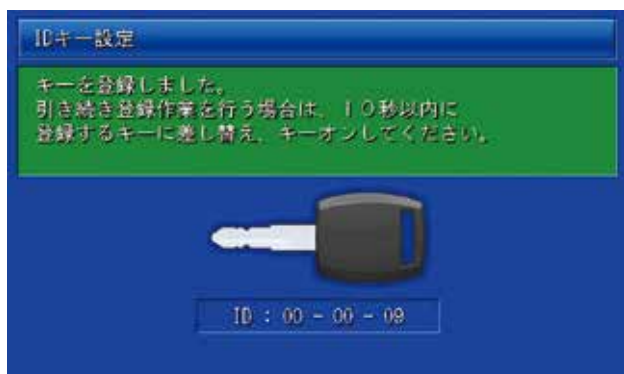 IDキー設定
キーを登録しました。
引き続き登録作業を行う場合は、１０秒以内に
登録するキーに差し替え、キーオンしてください。
ID : 00 - 00 - 09